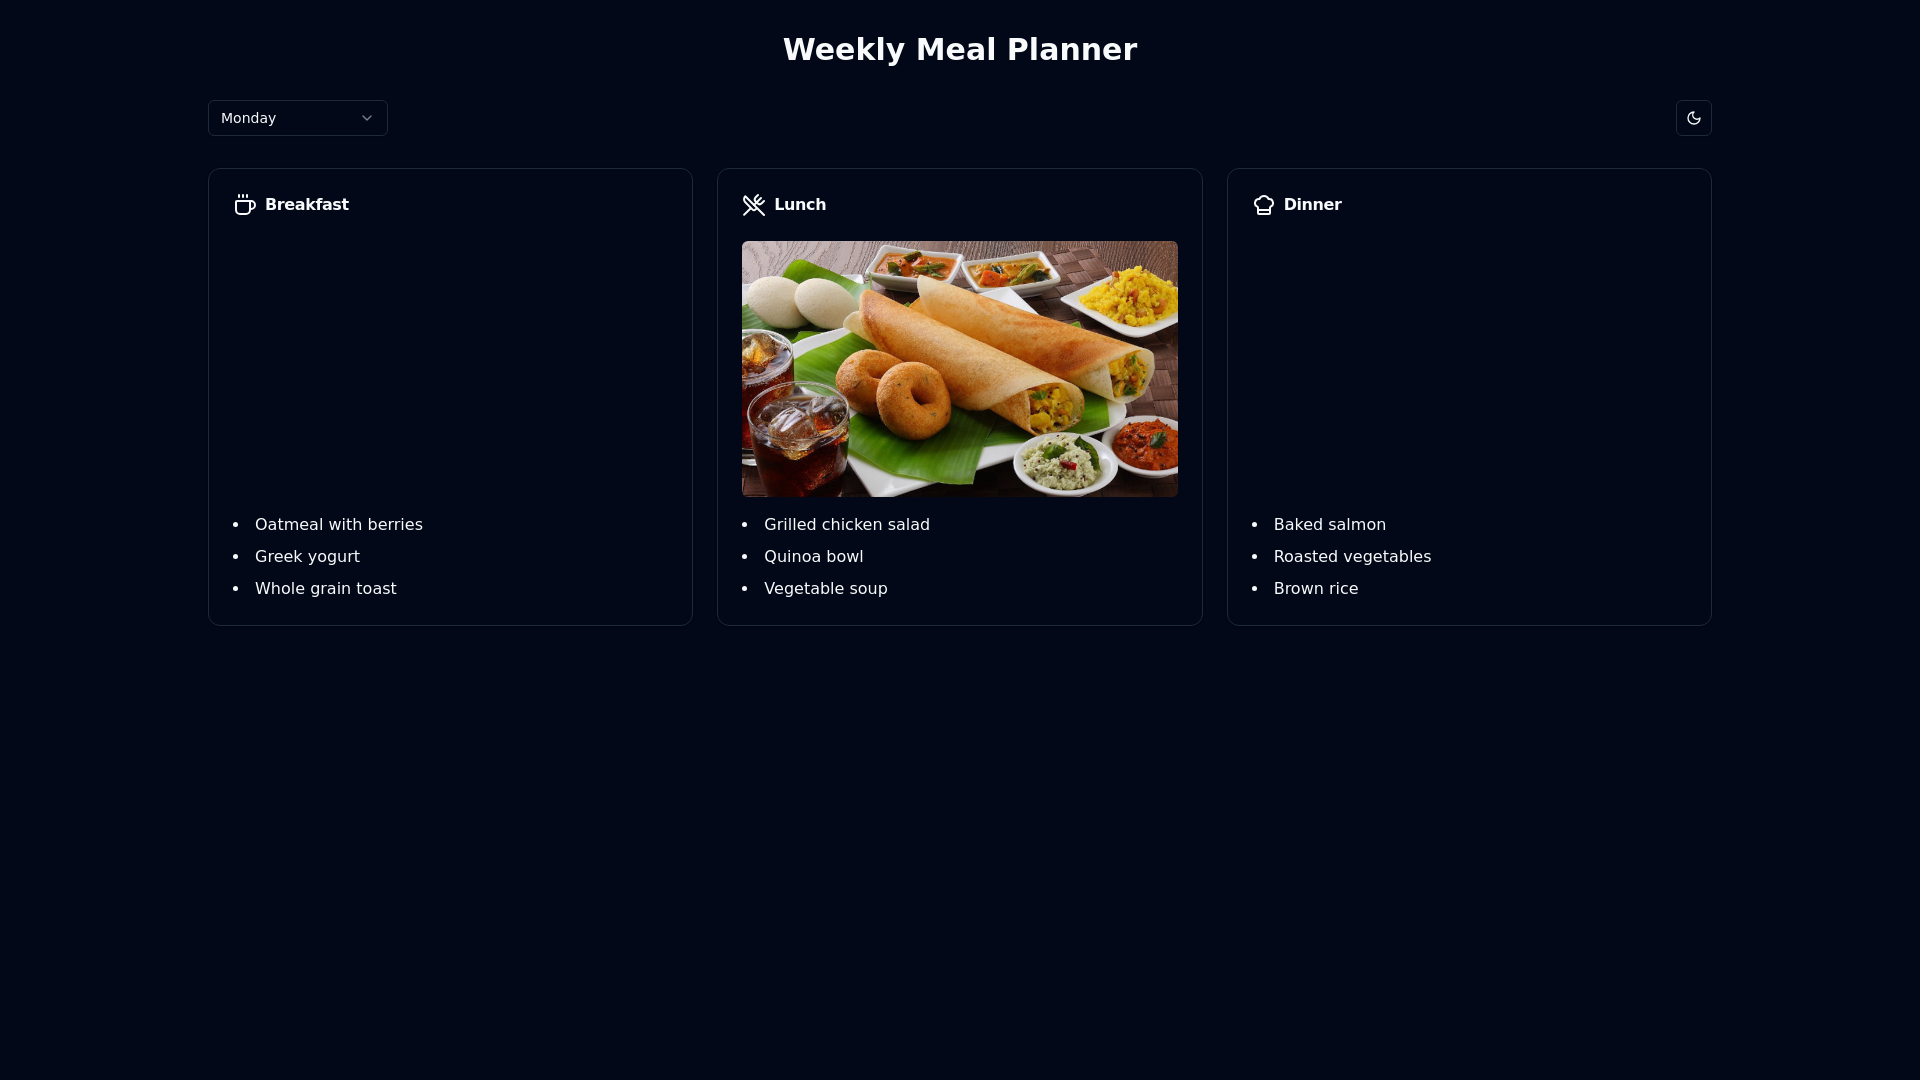 Weekly Meal Planner
Monday
Breakfast
Oatmeal with berries
Greek yogurt
Whole grain toast
Lunch
Grilled chicken salad
Quinoa bowl
Vegetable soup
Dinner
Baked salmon
Roasted vegetables
Brown rice